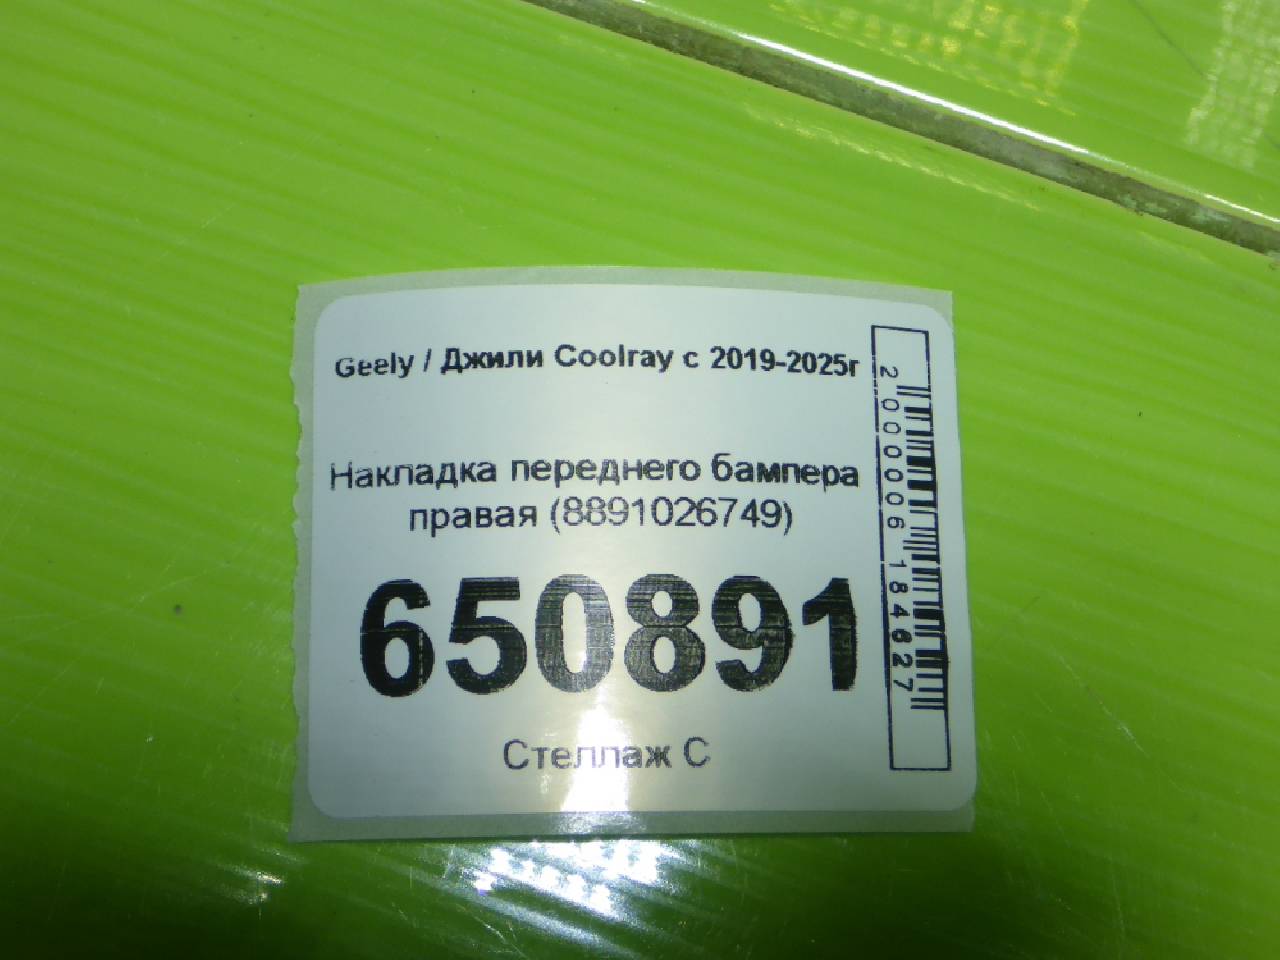 Geely / Джили Coolray с 2019-2025г
Накладка переднего бампера
правая (8891026749)
650891
Стеллаж С
2000006184627